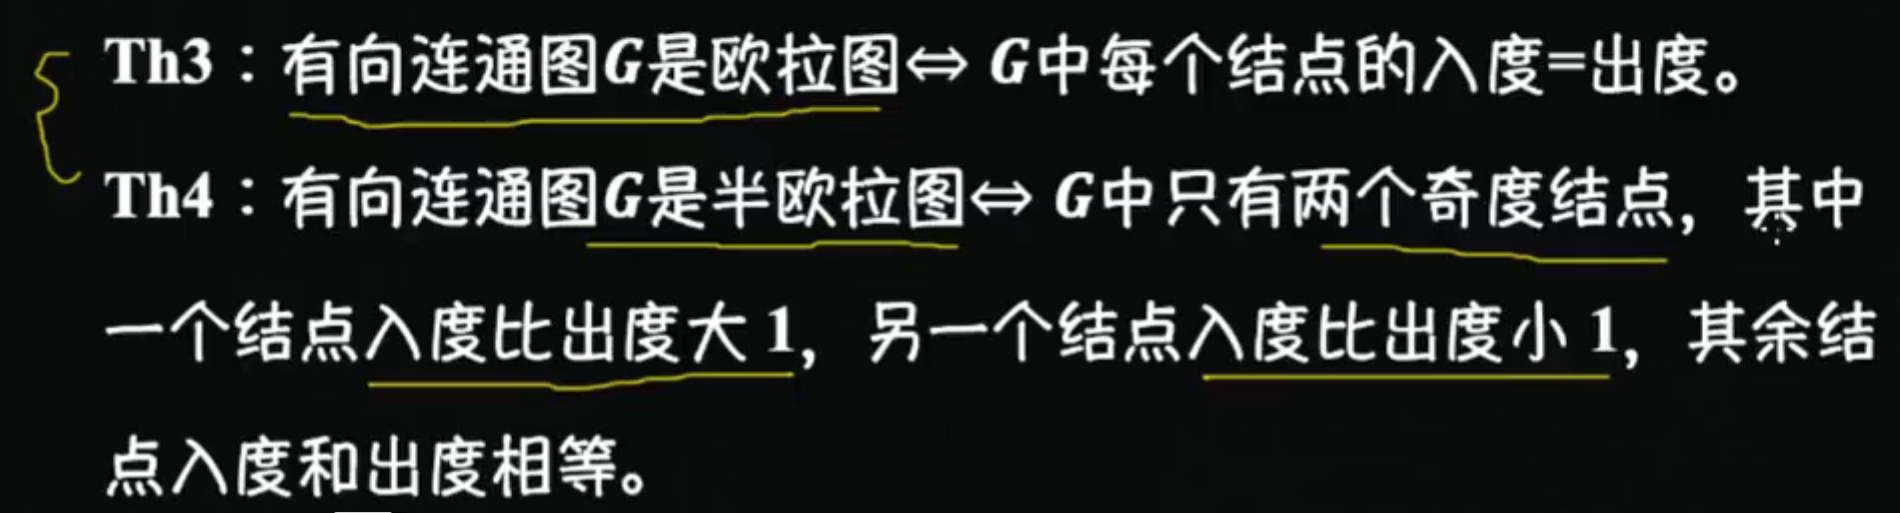 Th3：有向连通图G是欧拉图⇔ G中每个结点的入度=出度。
Th4：有向连通图G是半欧拉图⇔ G中只有两个奇度结点，其中
一个结点入度比出度大1，另一个结点入度比出度小1，其余结
点入度和出度相等。